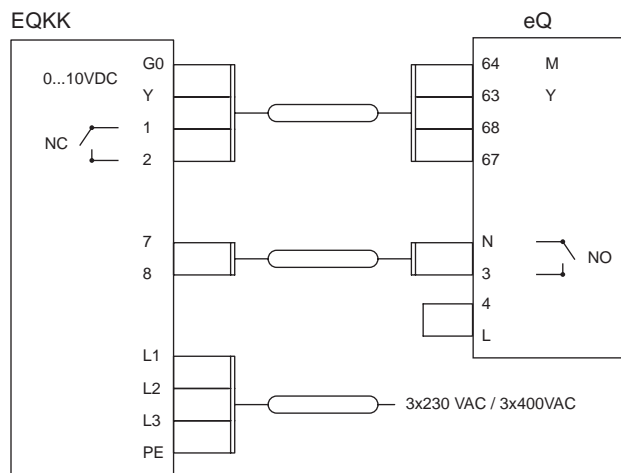 EQKK
eQ
G0
64
M
0...10VDC
Y
63
Y
1
68
NC
2
67
7
N
8
3
NO
4
L
L1
L2
L3
3x230 VAC / 3x400VAC
PE